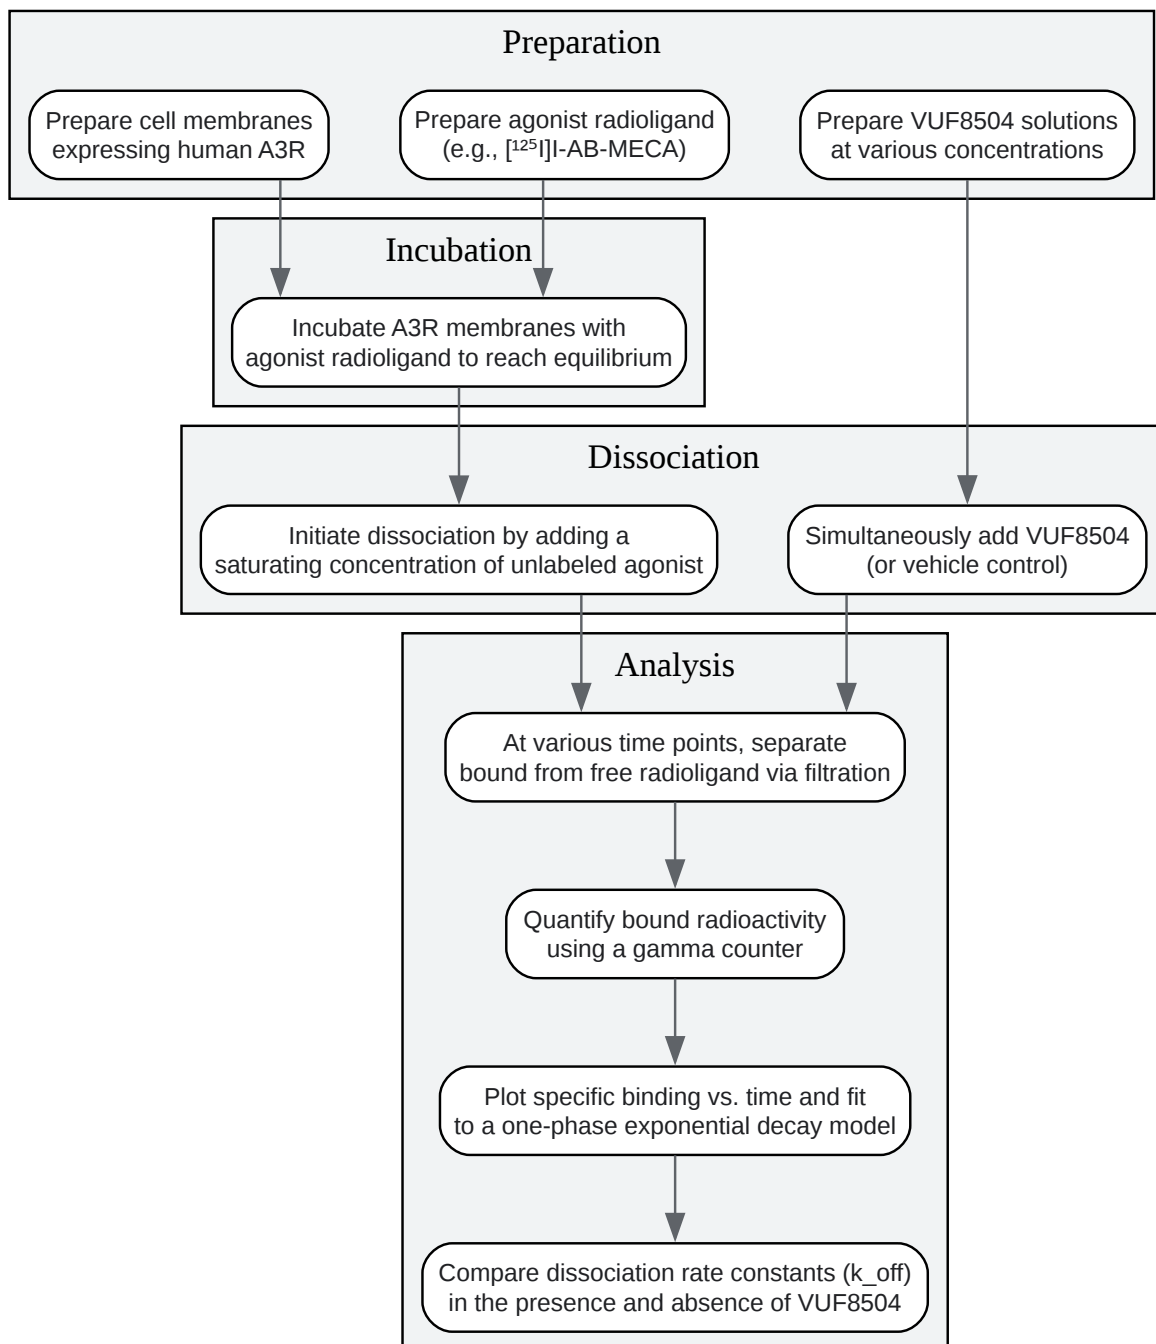 Preparation
Prepare cell membranes
expressing human A3R
Prepare agonist radioligand
(e.g., [¹²⁵I]I-AB-MECA)
Prepare VUF8504 solutions
at various concentrations
Incubation
Incubate A3R membranes with
agonist radioligand to reach equilibrium
Dissociation
Initiate dissociation by adding a
saturating concentration of unlabeled agonist
Simultaneously add VUF8504
(or vehicle control)
Analysis
At various time points, separate
bound from free radioligand via filtration
Quantify bound radioactivity
using a gamma counter
Plot specific binding vs. time and fit
to a one-phase exponential decay model
Compare dissociation rate constants (k_off)
in the presence and absence of VUF8504